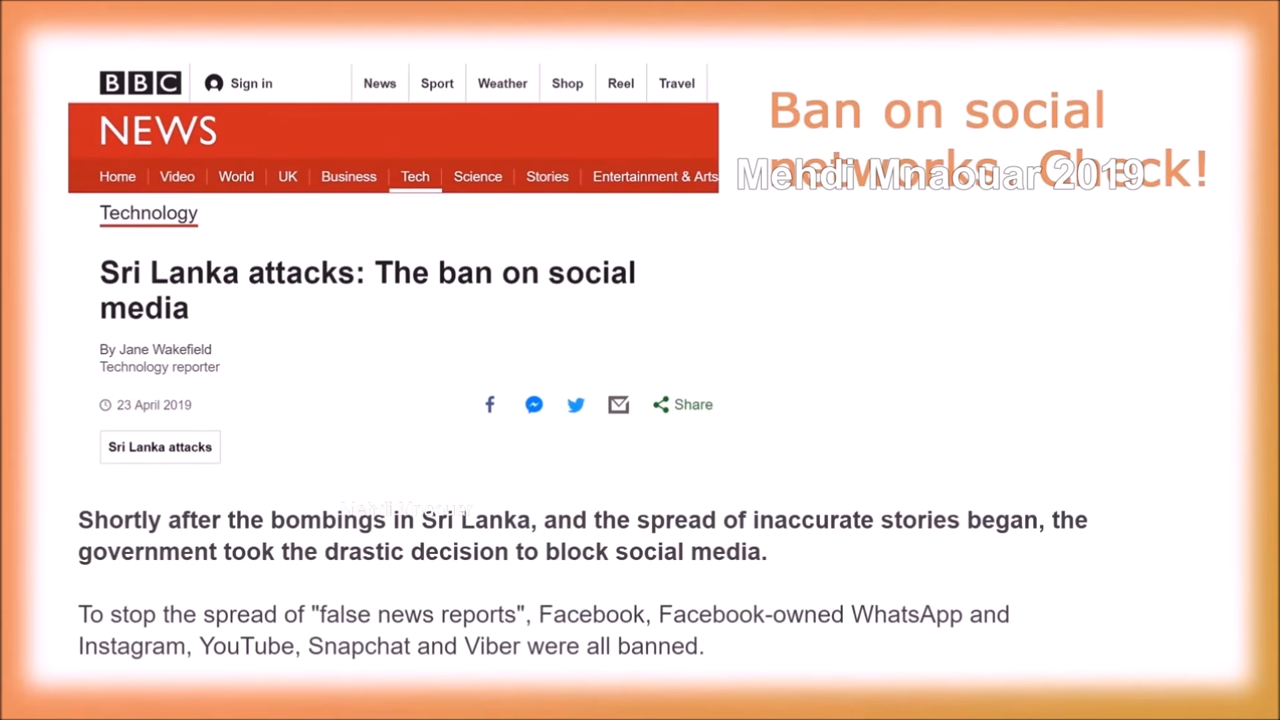 BBC Sign in News Sport Weather Shop Reel Travel
NEWS
Home Video World UK Business Tech Science Stories Entertainment & Arts
Ban on social
networks. Check!
Mehdi Mnaouar 2019
Technology
Sri Lanka attacks: The ban on social
media
By Jane Wakefield
Technology reporter
23 April 2019 Share
Sri Lanka attacks
Mehdi Mnaouar
Shortly after the bombings in Sri Lanka, and the spread of inaccurate stories began, the
government took the drastic decision to block social media.
To stop the spread of "false news reports", Facebook, Facebook-owned WhatsApp and
Instagram, YouTube, Snapchat and Viber were all banned.